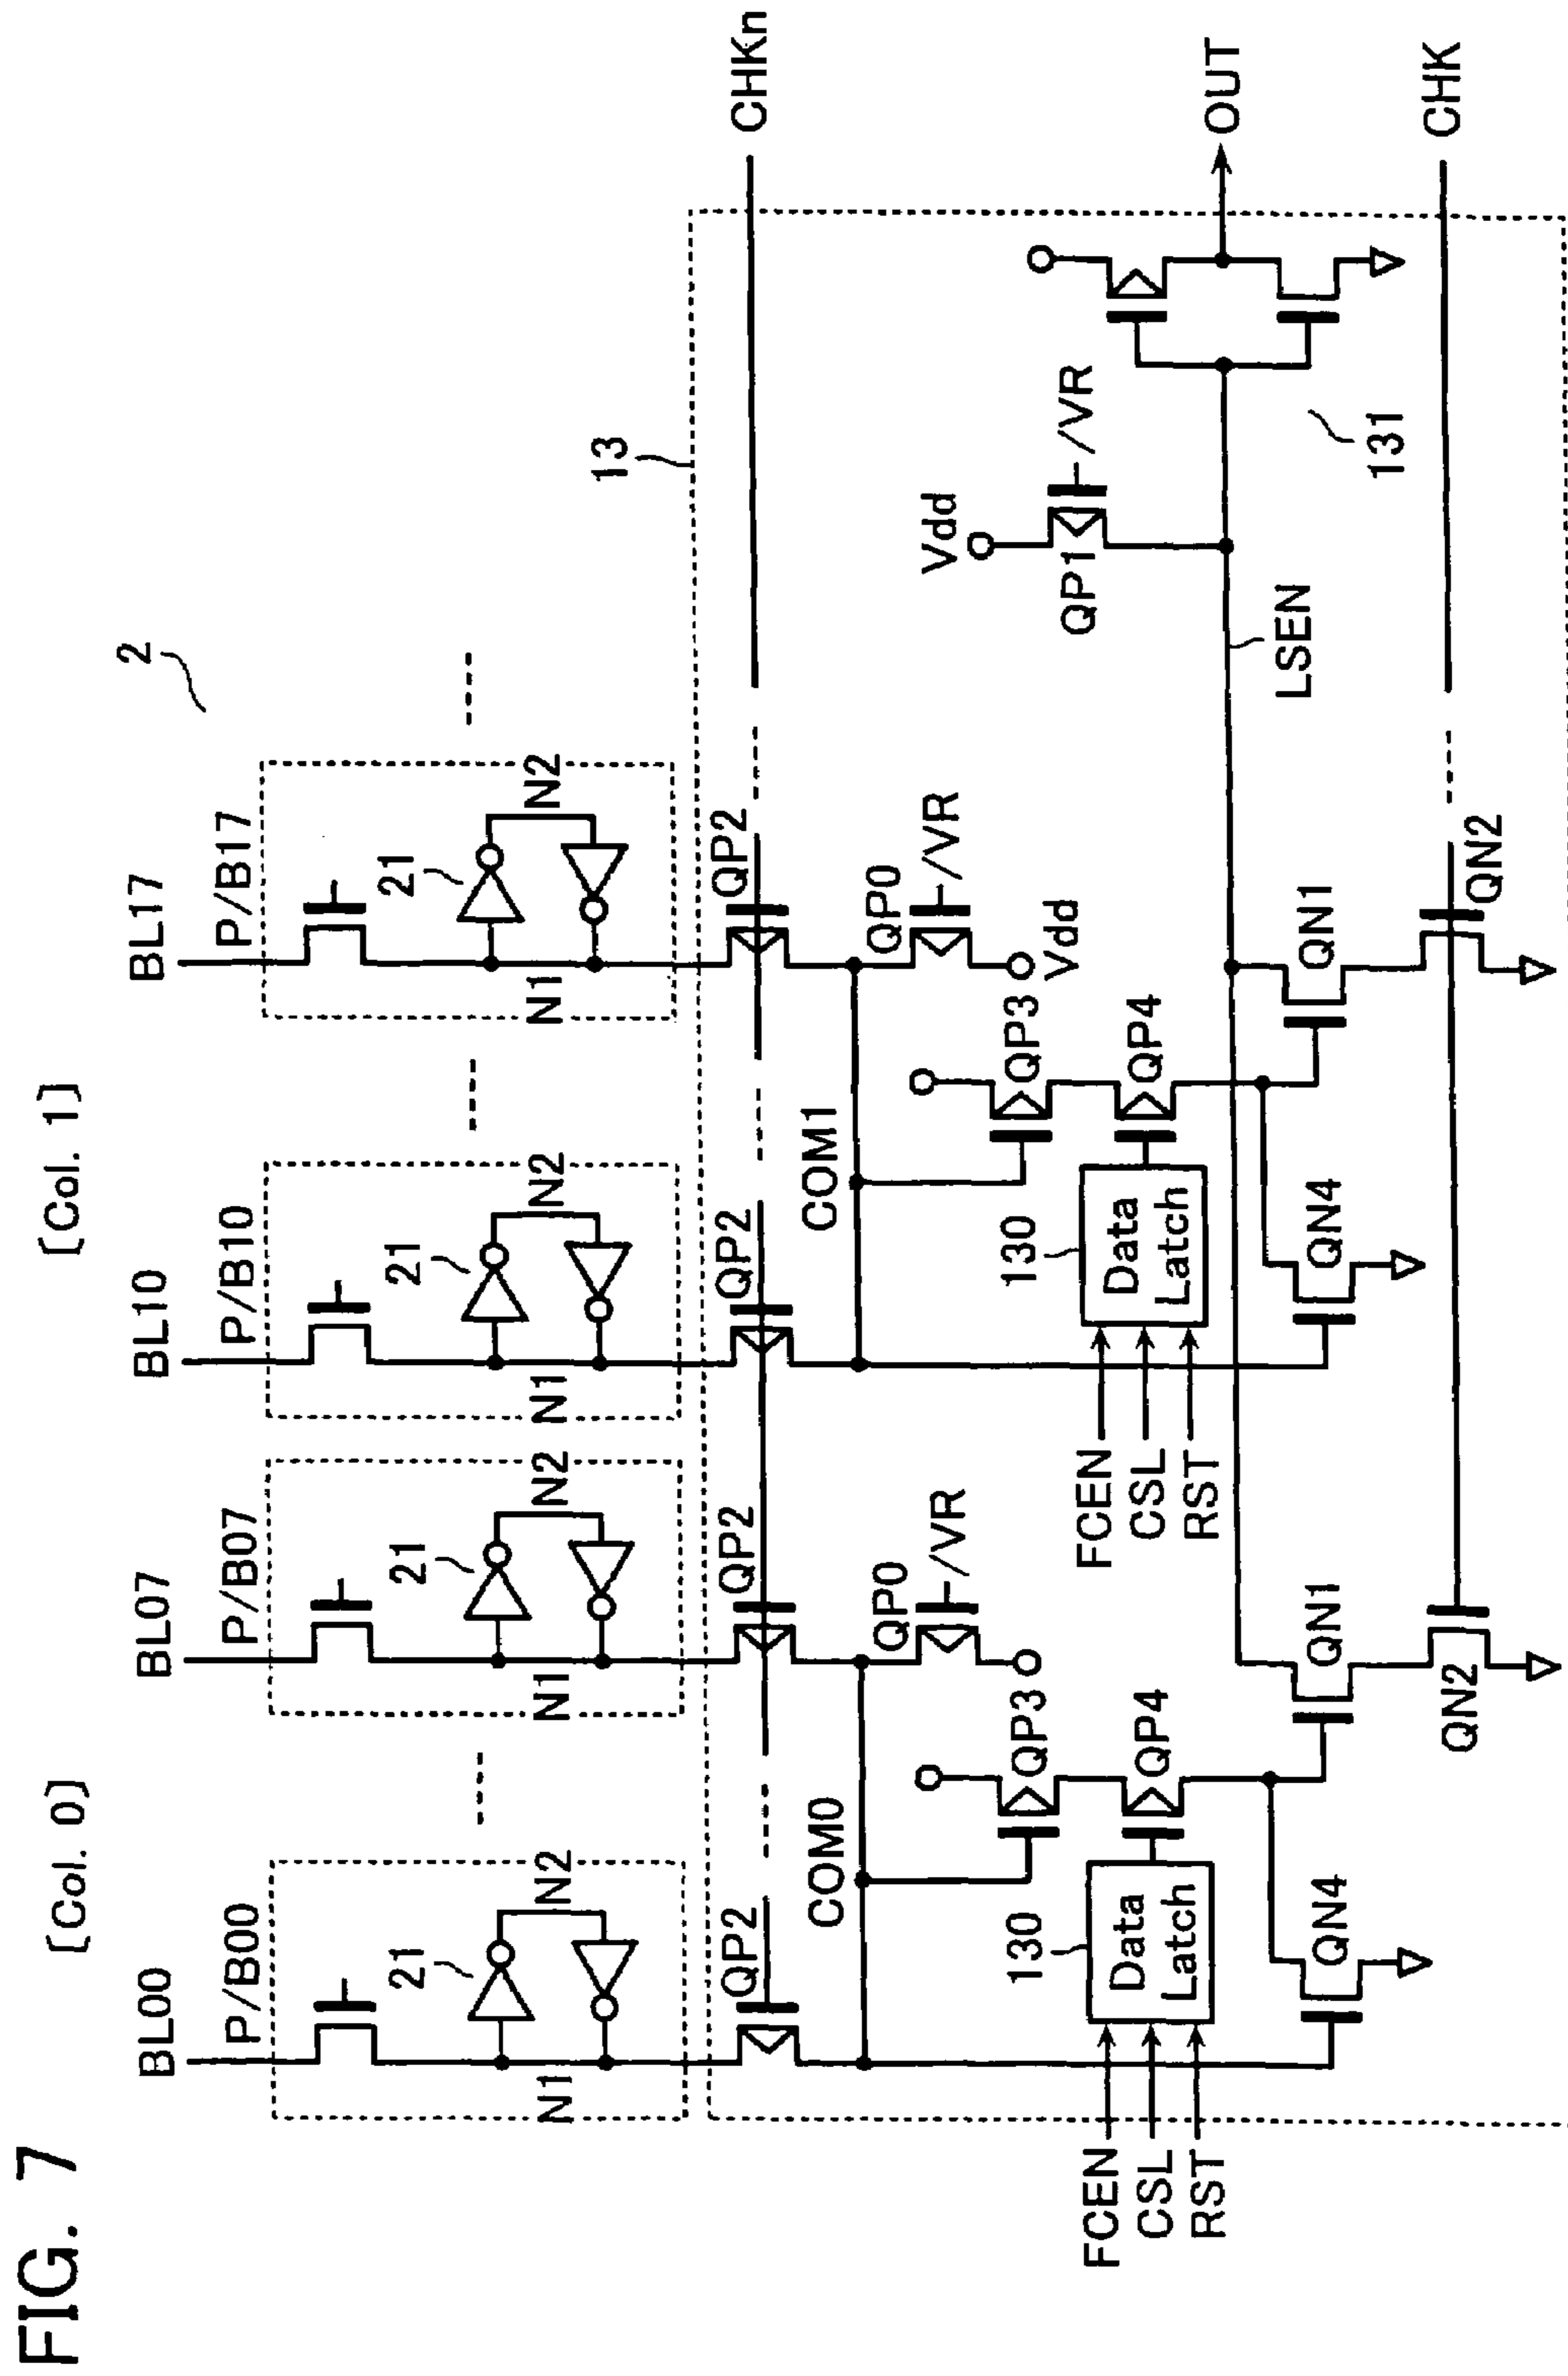 FIG. 7
[Col. 0]
[Col. 1]
2
BL00
BL07
BL10
BL17
P/B00
P/B07
P/B10
P/B17
21
21
21
21
N1
N2
N1
N2
N1
N2
N1
N2
13
QP2
QP2
QP2
QP2
CHKn
COM0
QP0
/VR
COM1
QP0
/VR
Vdd
Vdd
QP3
QP3
QP1
/VR
130
Data
Latch
QP4
130
Data
Latch
QP4
FCEN
CSL
RST
FCEN
CSL
RST
OUT
LSEN
QN4
QN1
QN4
QN1
131
QN2
QN2
CHK